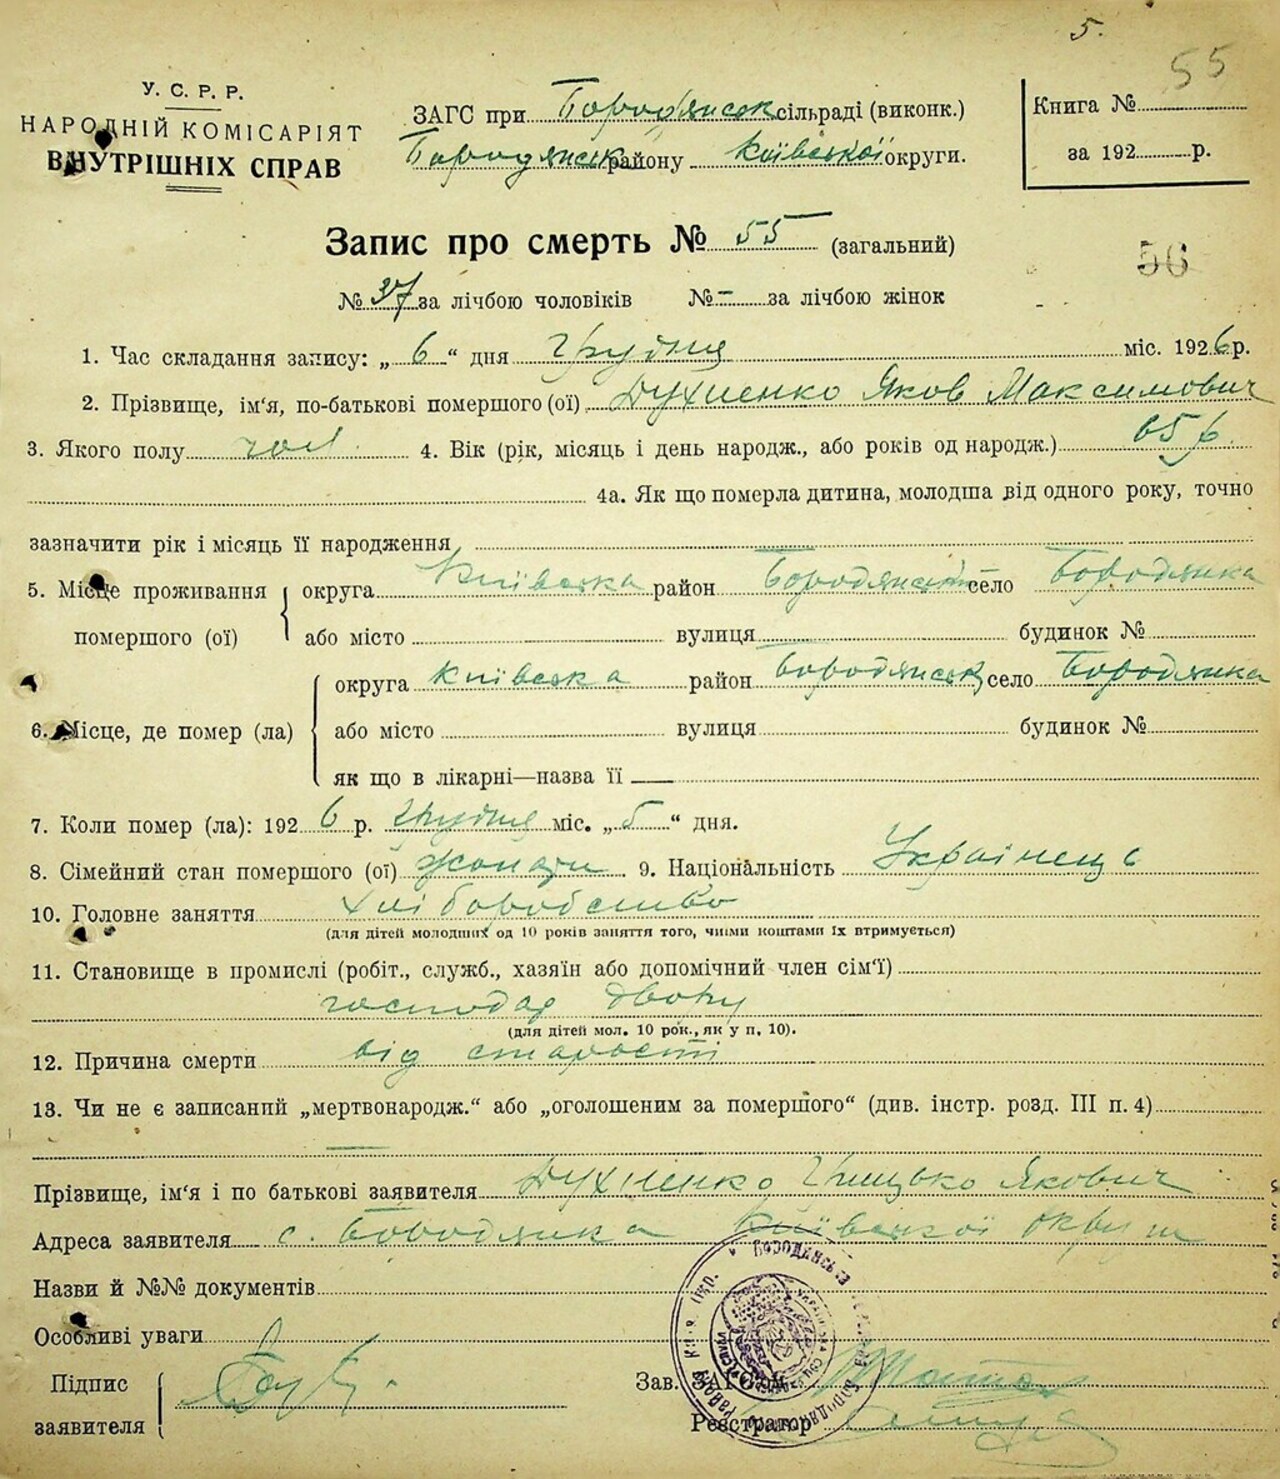 5.
55
У. С. Р. Р.
НАРОДНІЙ КОМІСАРІЯТ
ВНУТРІШНІХ СПРАВ
ЗАГС при Бородянськ сільраді (виконк.)
Бородянськ району Київської округи.
Книга №
за 192 р.
Запис про смерть № 55 (загальний)
56
№ 37 за лічбою чоловіків № – за лічбою жінок
1. Час складання запису: „ 6 “ дня Грудня міс. 1926 р.
2. Прізвище, ім'я, по-батькові помершого (ої) Духненко Яков Максимович
3. Якого полу чол. 4. Вік (рік, місяць і день народж., або років од народж.) 65 р.
4а. Як що померла дитина, молодша від одного року, точно
зазначити рік і місяць її народження
5. Місце проживання помершого (ої) округа Київська район Бородянськ село Бородянка
або місто вулиця будинок №
6. Місце, де помер (ла) округа Київська район Бородянськ село Бородянка
або місто вулиця будинок №
як що в лікарні—назва її
7. Коли помер (ла): 1926 р. Грудня міс. „ 5 “ дня.
8. Сімейний стан помершого (ої) жонати 9. Національність Українець
10. Головне заняття хліборобство
(для дітей молодших од 10 років заняття того, чиїми коштами їх втримується)
11. Становище в промислі (робіт., служб., хазяїн або допомічний член сім'ї)
господар двору
(для дітей мол. 10 рок., як у п. 10).
12. Причина смерти від старості
13. Чи не є записаний „мертвонародж.“ або „оголошеним за помершого“ (див. інстр. розд. III п. 4)
Прізвище, ім'я і по батькові заявителя Духненко Грицько Якович
Адреса заявителя с. Бородянка Київської округи
Назви й №№ документів
Особливі уваги
Підпис заявителя
Зав. ЗАГС'ом
Реєстратор